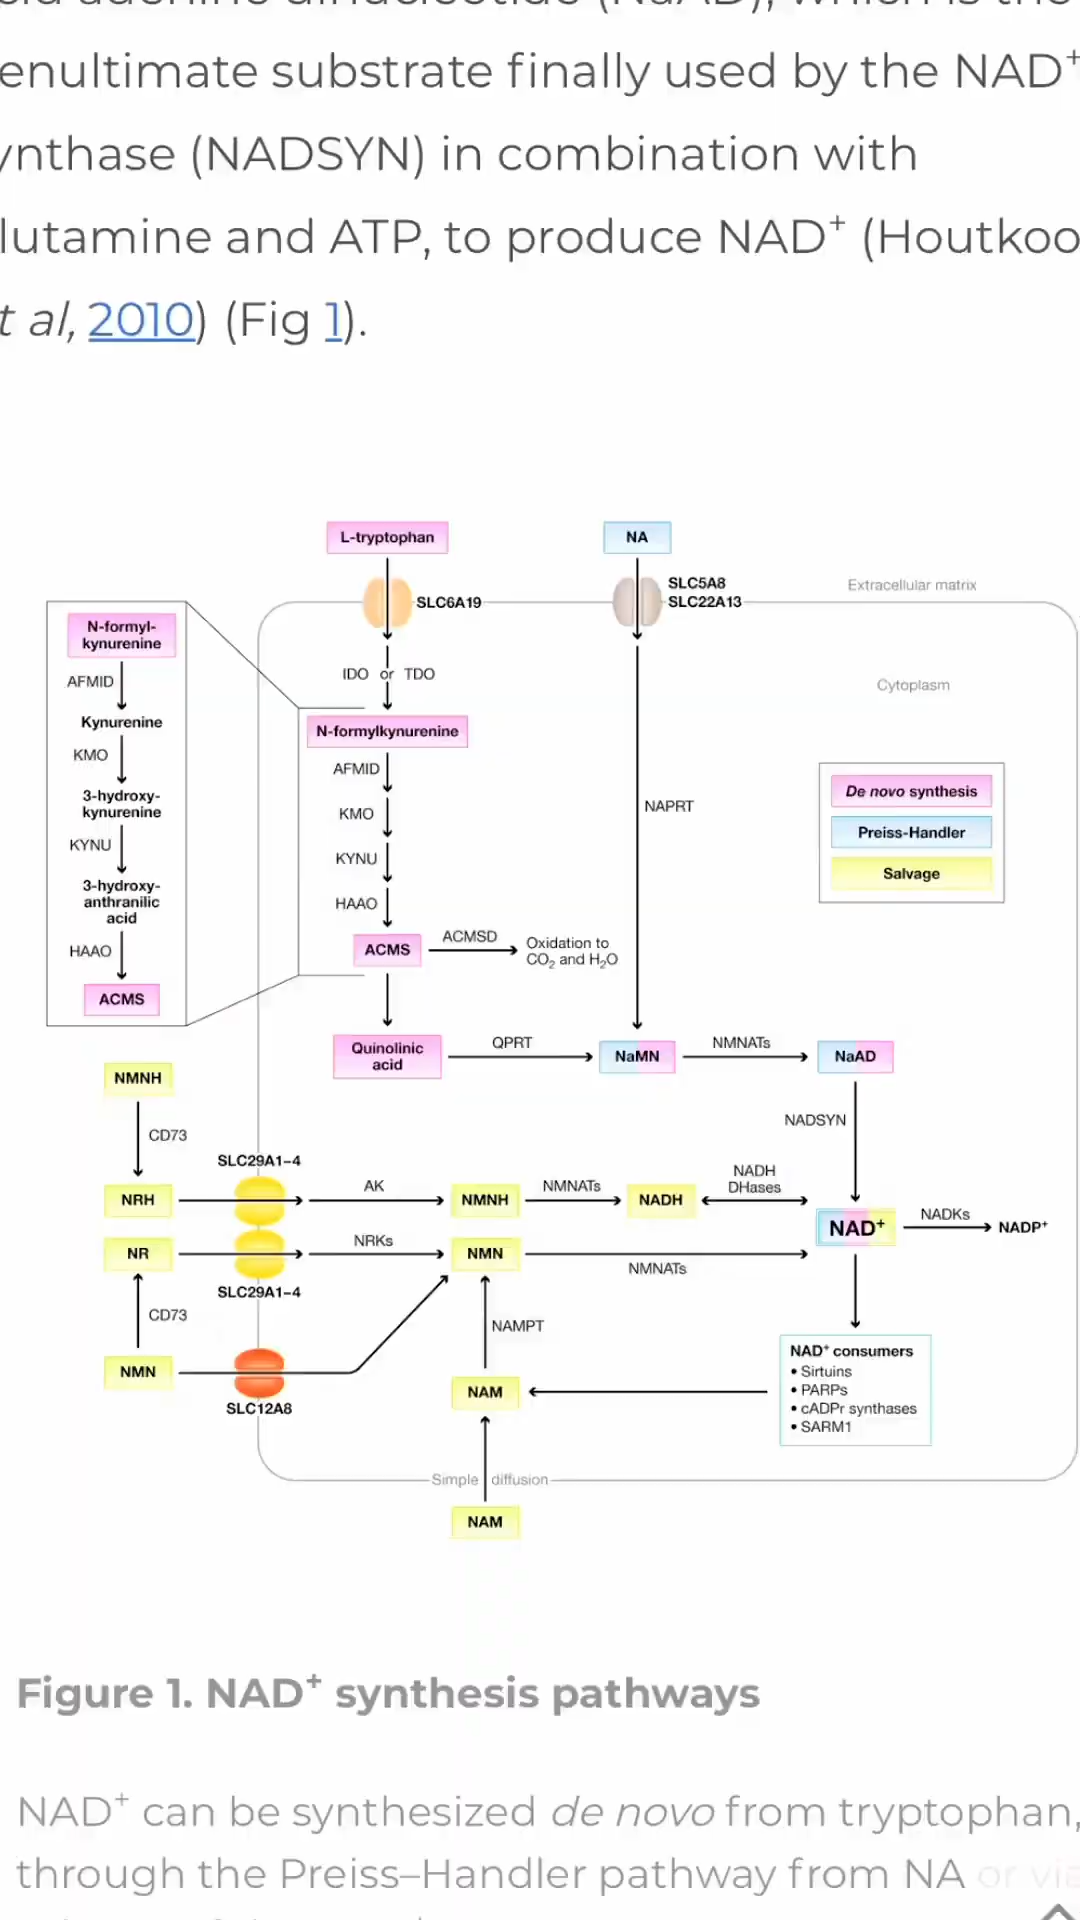 enultimate substrate finally used by the NAD⁺
ynthase (NADSYN) in combination with
lutamine and ATP, to produce NAD⁺ (Houtkoo
t al, 2010) (Fig 1).
L-tryptophan
NA
SLC6A19
SLC5A8
SLC22A13
Extracellular matrix
Cytoplasm
N-formyl-
kynurenine
AFMID
Kynurenine
KMO
3-hydroxy-
kynurenine
KYNU
3-hydroxy-
anthranilic
acid
HAAO
ACMS
IDO or TDO
N-formylkynurenine
AFMID
KMO
KYNU
HAAO
ACMS
ACMSD
Oxidation to
CO₂ and H₂O
NAPRT
De novo synthesis
Preiss-Handler
Salvage
Quinolinic
acid
QPRT
NaMN
NMNATs
NaAD
NADSYN
NMNH
CD73
SLC29A1–4
NRH
AK
NMNH
NMNATs
NADH
NADH
DHases
NAD⁺
NADKs
NADP⁺
NR
NRKs
NMN
NMNATs
SLC29A1–4
CD73
NMN
SLC12A8
NAMPT
NAM
NAD⁺ consumers
• Sirtuins
• PARPs
• cADPr synthases
• SARM1
Simple diffusion
NAM
Figure 1. NAD⁺ synthesis pathways
NAD⁺ can be synthesized de novo from tryptophan,
through the Preiss–Handler pathway from NA or via